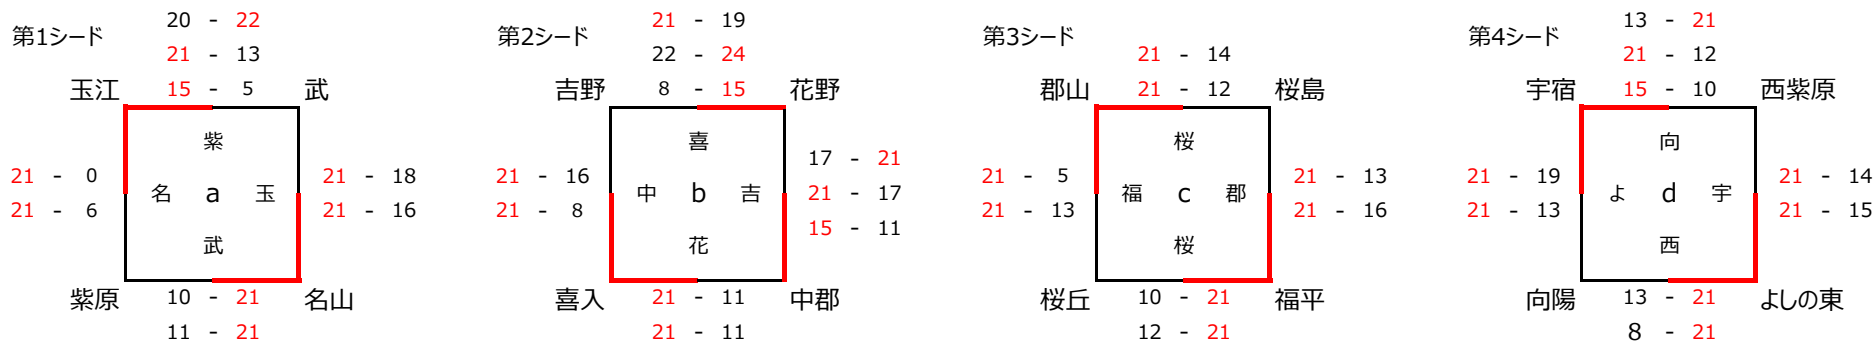 第1シード
20 - 22
21 - 13
玉江 15 - 5 武
紫
21 - 0
21 - 6
名 a 玉
21 - 18
21 - 16
武
紫原 10 - 21 名山
11 - 21
第2シード
21 - 19
22 - 24
吉野 8 - 15 花野
喜
21 - 16
21 - 8
中 b 吉
17 - 21
21 - 17
15 - 11
花
喜入 21 - 11 中郡
21 - 11
第3シード
21 - 14
郡山 21 - 12 桜島
桜
21 - 5
21 - 13
福 c 郡
21 - 13
21 - 16
桜
桜丘 10 - 21 福平
12 - 21
第4シード
13 - 21
21 - 12
宇宿 15 - 10 西紫原
向
21 - 19
21 - 13
よ d 宇
21 - 14
21 - 15
西
向陽 13 - 21 よしの東
8 - 21